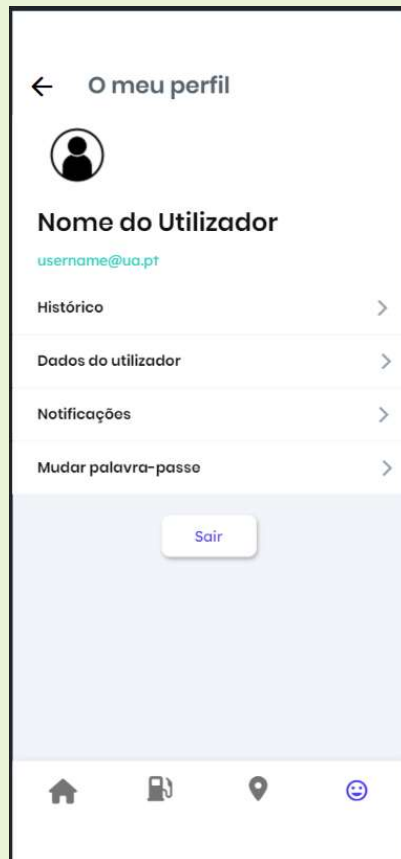 O meu perfil
Nome do Utilizador
username@ua.pt
Histórico
Dados do utilizador
Notificações
Mudar palavra-passe
Sair